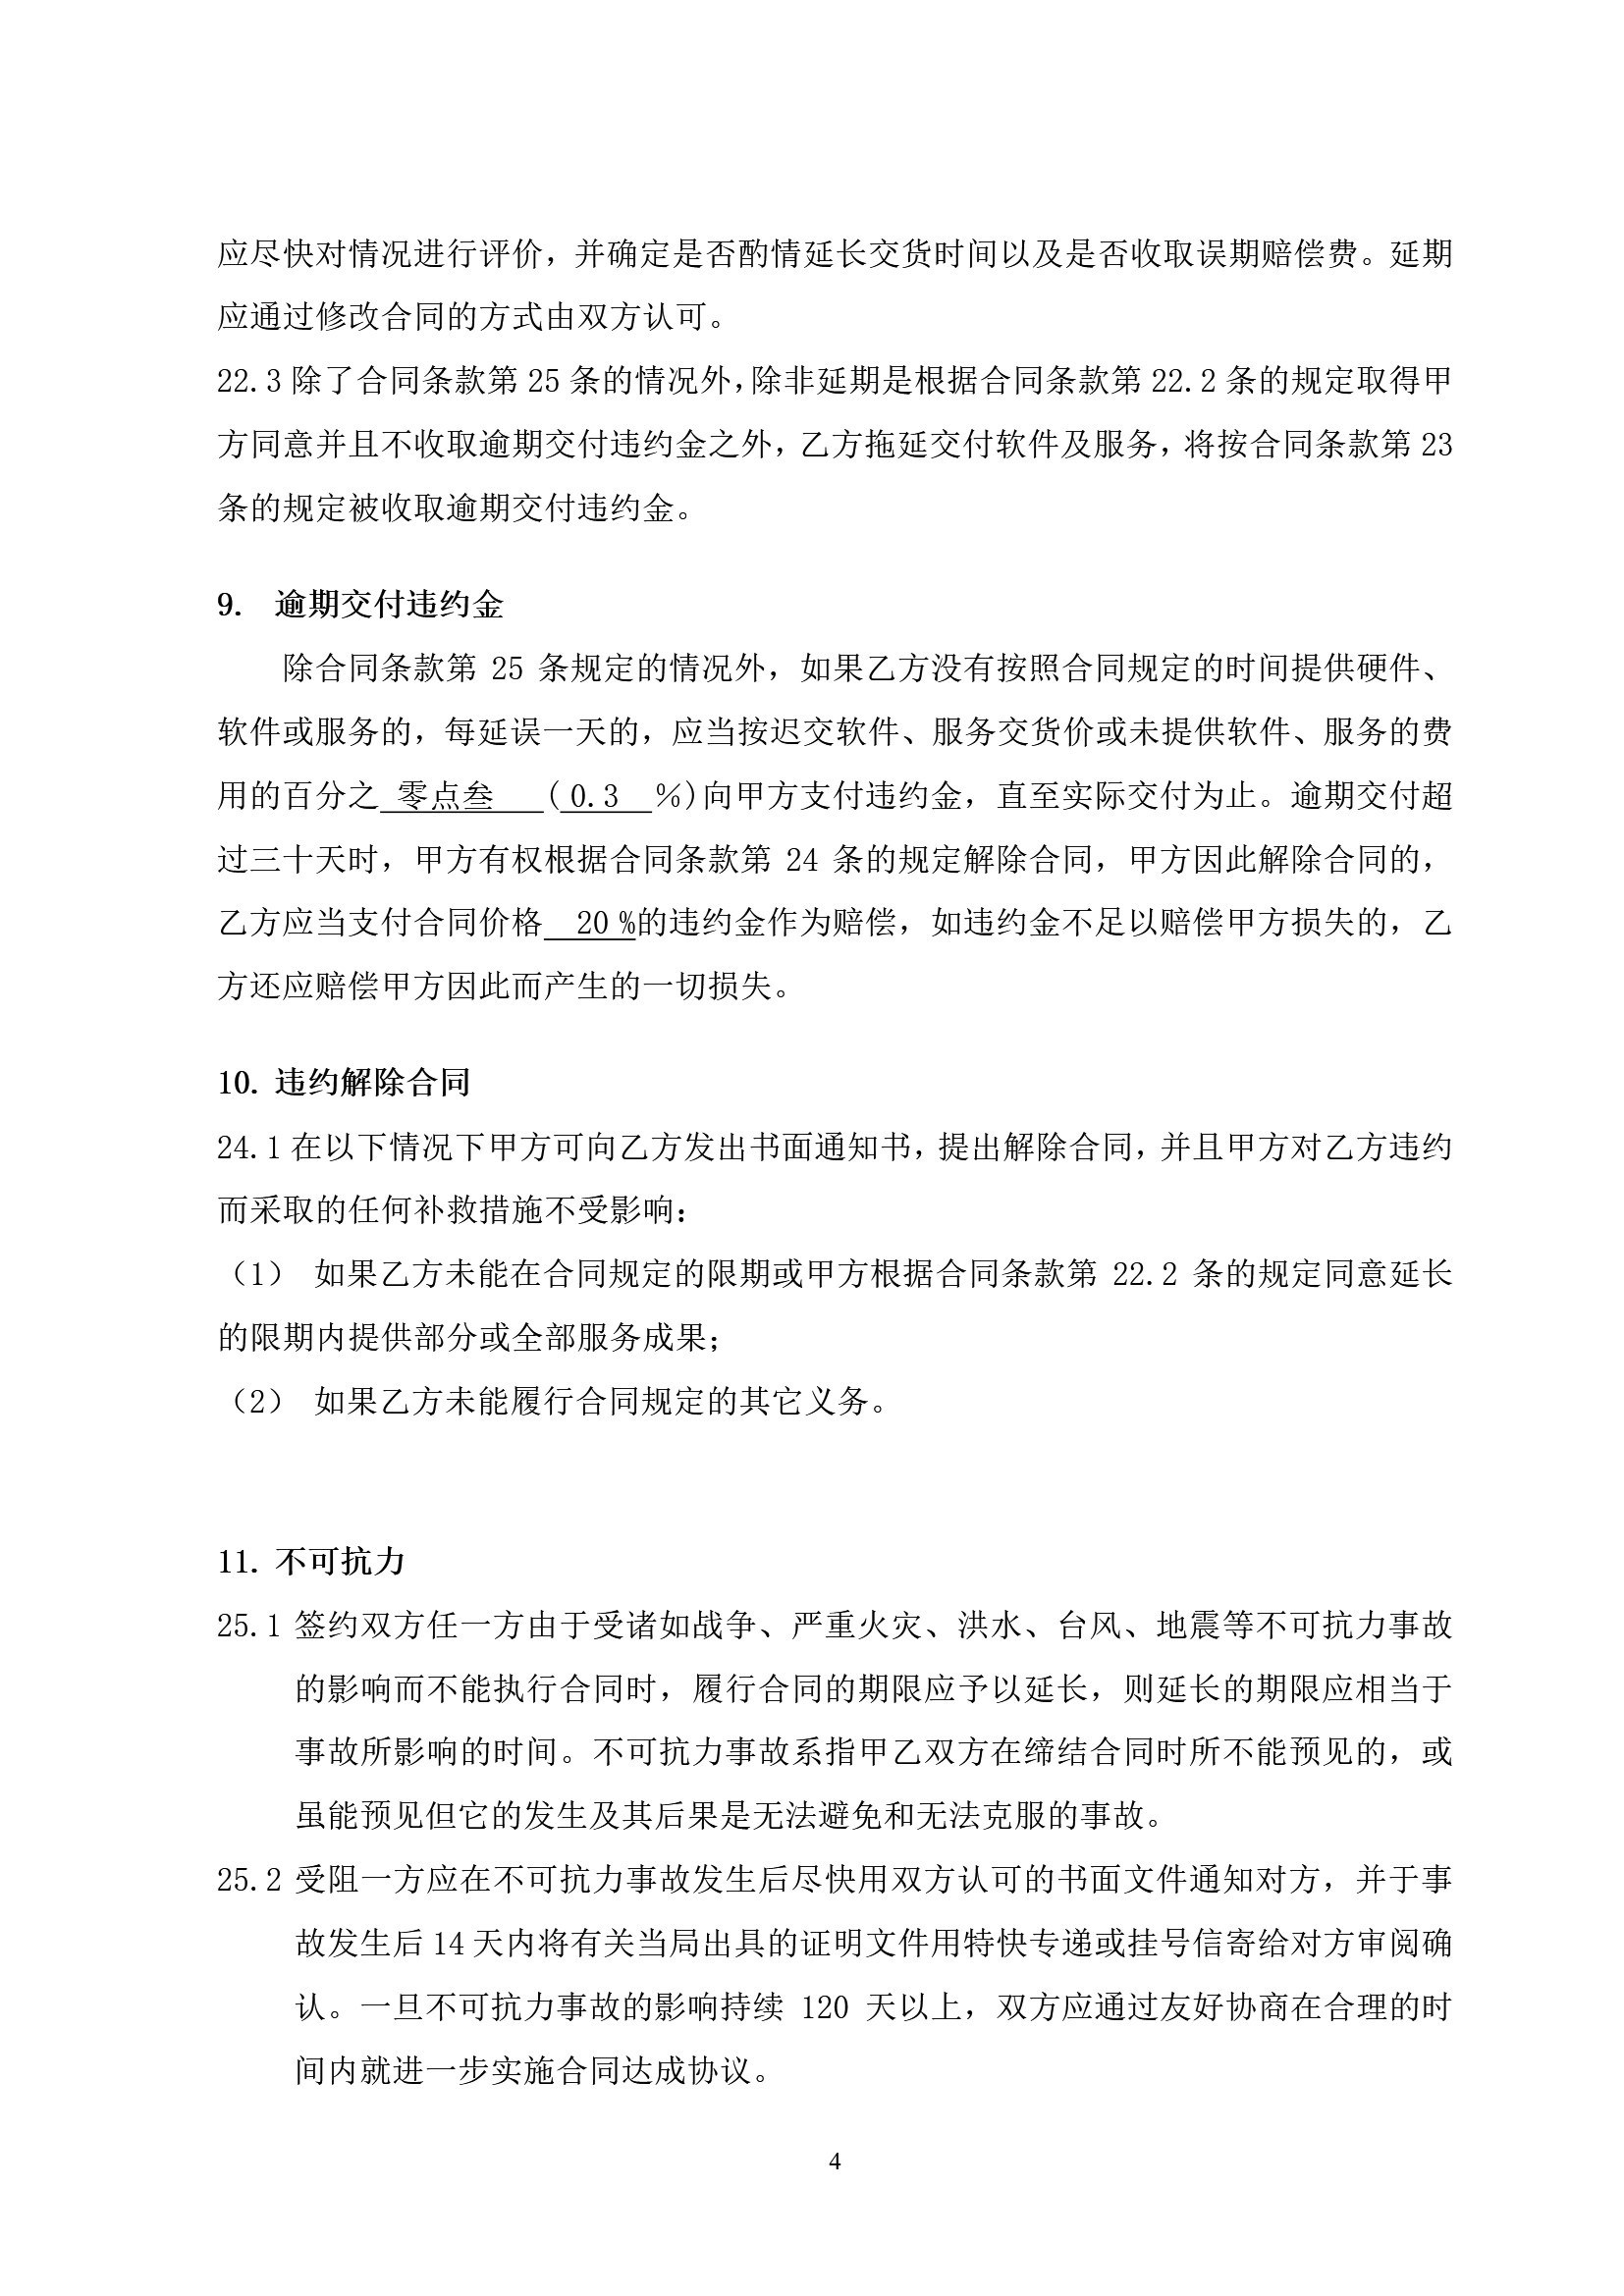 应尽快对情况进行评价，并确定是否酌情延长交货时间以及是否收取误期赔偿费。延期
应通过修改合同的方式由双方认可。
22.3 除了合同条款第 25 条的情况外，除非延期是根据合同条款第 22.2 条的规定取得甲
方同意并且不收取逾期交付违约金之外，乙方拖延交付软件及服务，将按合同条款第 23
条的规定被收取逾期交付违约金。
9. 逾期交付违约金
除合同条款第 25 条规定的情况外，如果乙方没有按照合同规定的时间提供硬件、
软件或服务的，每延误一天的，应当按迟交软件、服务交货价或未提供软件、服务的费
用的百分之 零点叁 ( 0.3 %)向甲方支付违约金，直至实际交付为止。逾期交付超
过三十天时，甲方有权根据合同条款第 24 条的规定解除合同，甲方因此解除合同的，
乙方应当支付合同价格 20 %的违约金作为赔偿，如违约金不足以赔偿甲方损失的，乙
方还应赔偿甲方因此而产生的一切损失。
10. 违约解除合同
24.1 在以下情况下甲方可向乙方发出书面通知书，提出解除合同，并且甲方对乙方违约
而采取的任何补救措施不受影响：
（1） 如果乙方未能在合同规定的限期或甲方根据合同条款第 22.2 条的规定同意延长
的限期内提供部分或全部服务成果；
（2） 如果乙方未能履行合同规定的其它义务。
11. 不可抗力
25.1 签约双方任一方由于受诸如战争、严重火灾、洪水、台风、地震等不可抗力事故
的影响而不能执行合同时，履行合同的期限应予以延长，则延长的期限应相当于
事故所影响的时间。不可抗力事故系指甲乙双方在缔结合同时所不能预见的，或
虽能预见但它的发生及其后果是无法避免和无法克服的事故。
25.2 受阻一方应在不可抗力事故发生后尽快用双方认可的书面文件通知对方，并于事
故发生后 14 天内将有关当局出具的证明文件用特快专递或挂号信寄给对方审阅确
认。一旦不可抗力事故的影响持续 120 天以上，双方应通过友好协商在合理的时
间内就进一步实施合同达成协议。
4